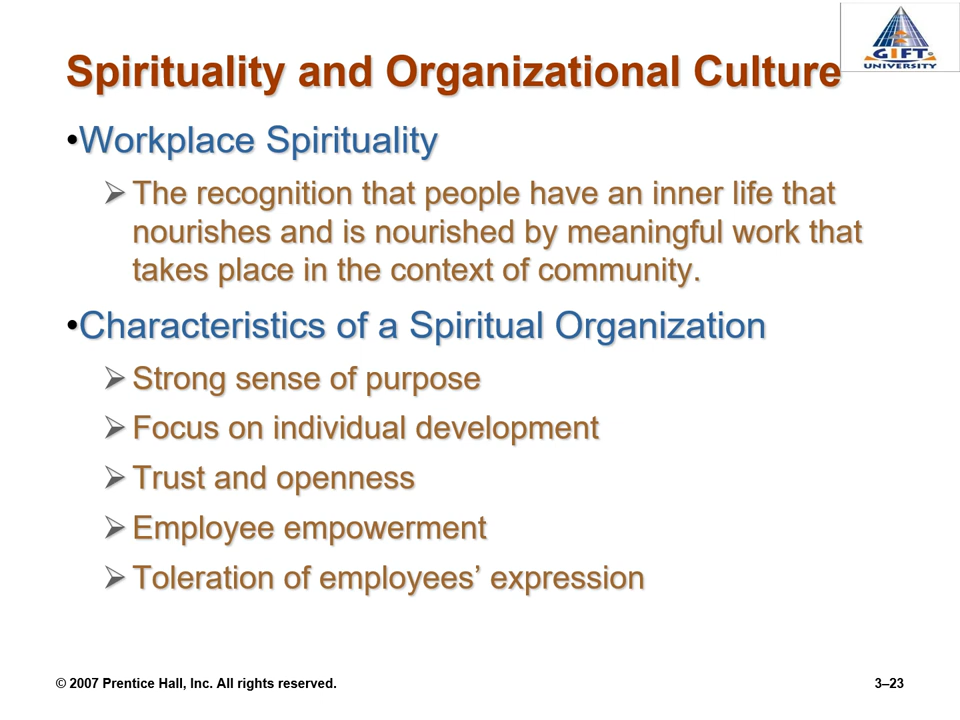 GIFT
UNIVERSITY
Spirituality and Organizational Culture
•Workplace Spirituality
➢ The recognition that people have an inner life that
nourishes and is nourished by meaningful work that
takes place in the context of community.
•Characteristics of a Spiritual Organization
➢ Strong sense of purpose
➢ Focus on individual development
➢ Trust and openness
➢ Employee empowerment
➢ Toleration of employees’ expression
© 2007 Prentice Hall, Inc. All rights reserved.
3–23